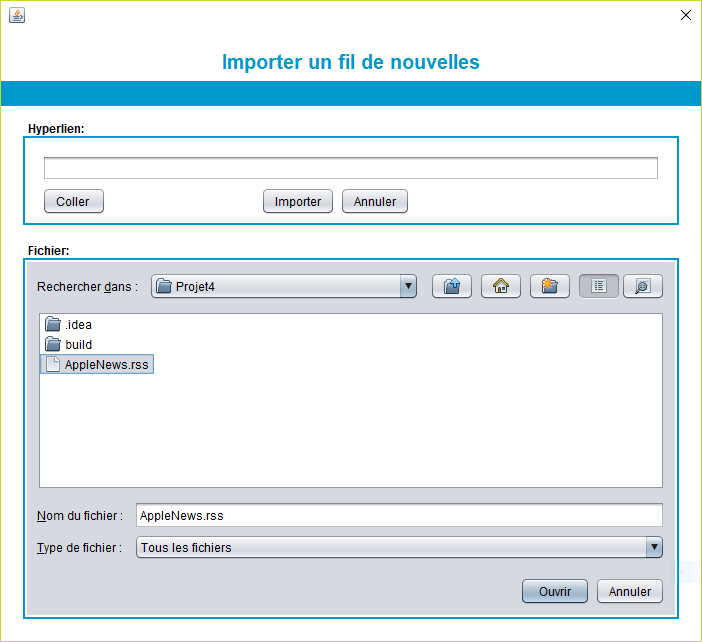 Importer un fil de nouvelles
Hyperlien:
Coller
Importer
Annuler
Fichier:
Rechercher dans :
Projet4
.idea
build
AppleNews.rss
Nom du fichier :
AppleNews.rss
Type de fichier :
Tous les fichiers
Ouvrir
Annuler